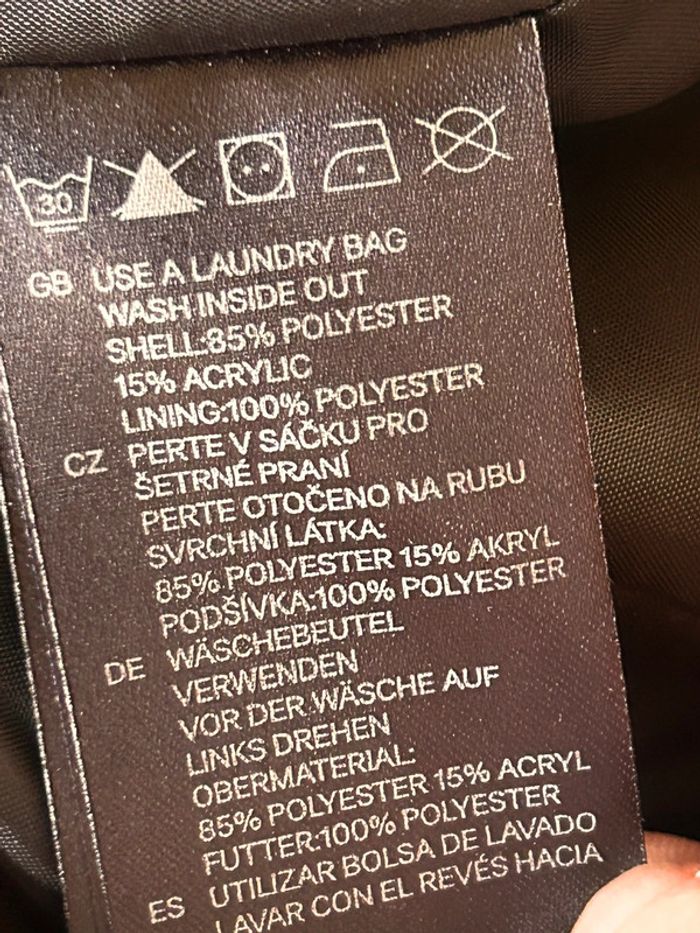 30
GB USE A LAUNDRY BAG
WASH INSIDE OUT
SHELL:85% POLYESTER
15% ACRYLIC
LINING:100% POLYESTER
CZ PERTE V SÁČKU PRO
ŠETRNÉ PRANÍ
PERTE OTOČENO NA RUBU
SVRCHNÍ LÁTKA:
85% POLYESTER 15% AKRYL
PODŠÍVKA:100% POLYESTER
DE WÄSCHEBEUTEL
VERWENDEN
VOR DER WÄSCHE AUF
LINKS DREHEN
OBERMATERIAL:
85% POLYESTER 15% ACRYL
FUTTER:100% POLYESTER
ES UTILIZAR BOLSA DE LAVADO
LAVAR CON EL REVÉS HACIA